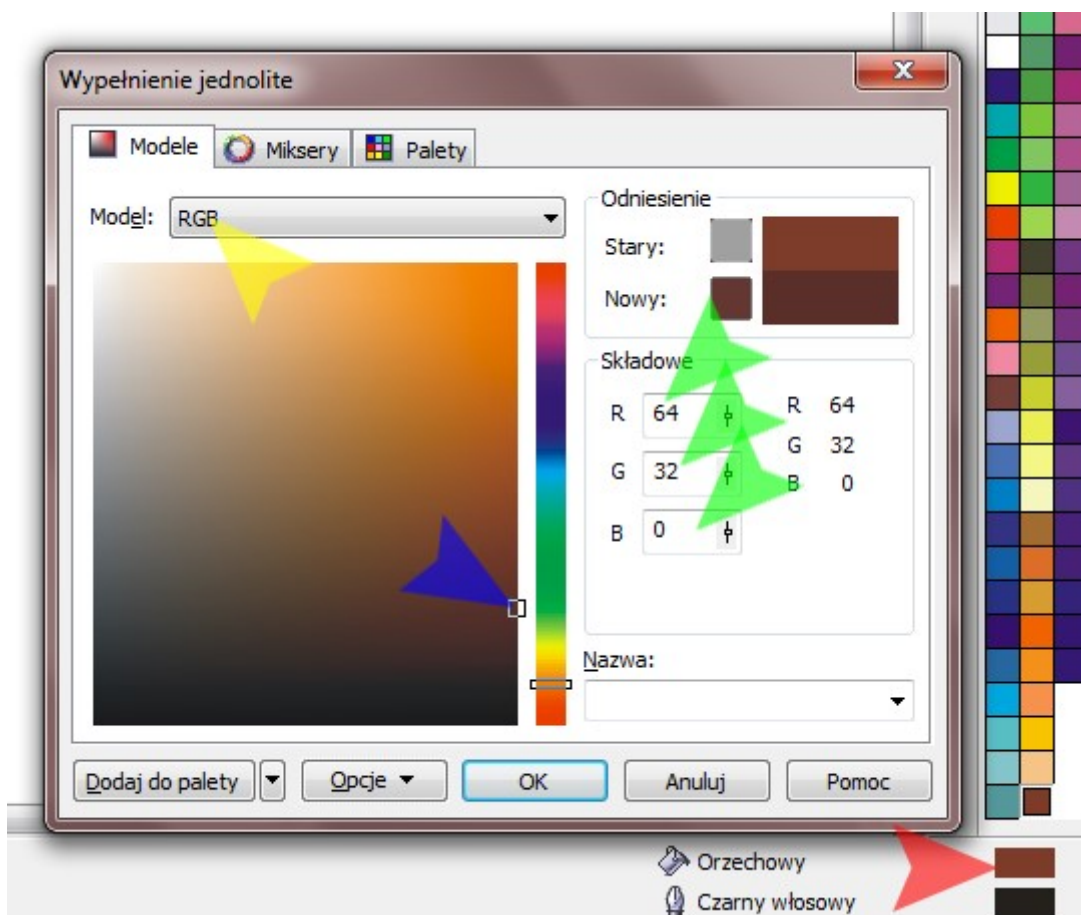 Wypełnienie jednolite
Modele Miksery Palety
Model: RGB
Odniesienie
Stary:
Nowy:
Składowe
R 64 R 64
G 32 G 32
B 0 B 0
Nazwa:
Dodaj do palety Opcje OK Anuluj Pomoc
Orzechowy
Czarny włosowy